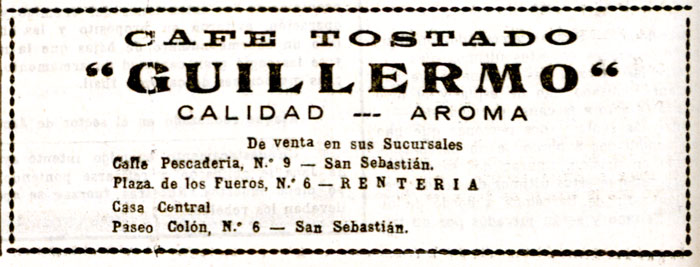 CAFE TOSTADO
“GUILLERMO“
CALIDAD --- AROMA
De venta en sus Sucursales
Calle Pescadería, N.º 9 — San Sebastián.
Plaza de los Fueros, N.º 6 — RENTERIA
Casa Central
Paseo Colón, N.º 6 — San Sebastián.